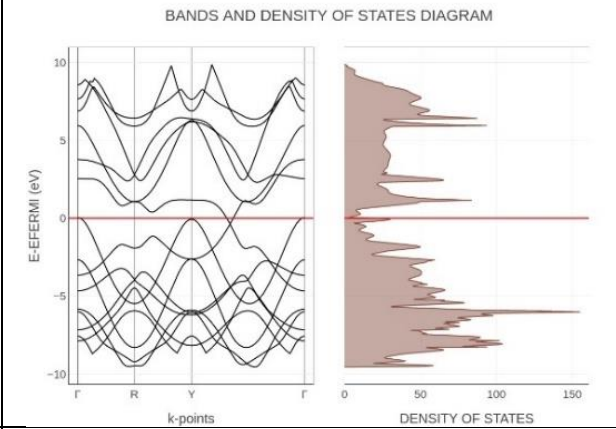 BANDS AND DENSITY OF STATES DIAGRAM
E-EFERMI (eV)
10
5
0
−5
−10
Γ R Y Γ
k-points
0 50 100 150
DENSITY OF STATES